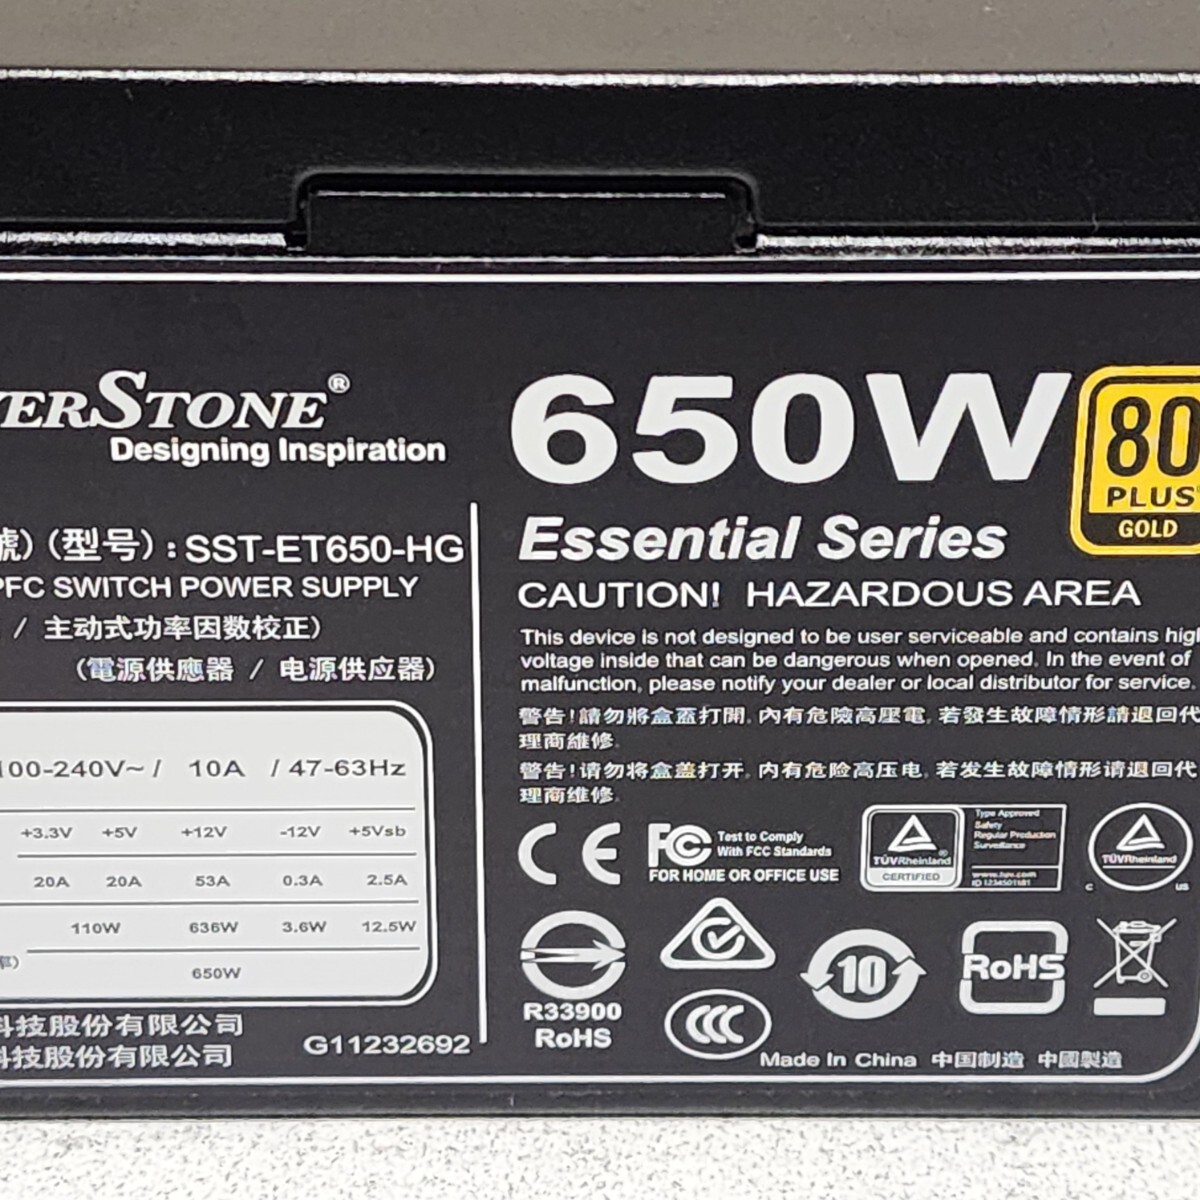 VERSTONE®
Designing Inspiration
650W
80
PLUS
GOLD
號) (型号) : SST-ET650-HG
PFC SWITCH POWER SUPPLY
/ 主动式功率因数校正)
(電源供應器 / 电源供应器)
Essential Series
CAUTION! HAZARDOUS AREA
This device is not designed to be user serviceable and contains high
voltage inside that can be dangerous when opened. In the event of
malfunction, please notify your dealer or local distributor for service.
警告!請勿將盒蓋打開, 內有危險高壓電, 若發生故障情形請退回代
理商維修.
警告!请勿将盒盖打开, 内有危险高压电, 若发生故障情形请退回代
理商维修.
100-240V~ / 10A / 47-63Hz
+3.3V +5V +12V -12V +5Vsb
20A 20A 53A 0.3A 2.5A
110W 636W 3.6W 12.5W
650W
科技股份有限公司
科技股份有限公司
G11232692
CE
FC Test to Comply
With FCC Standards
FOR HOME OR OFFICE USE
TÜVRheinland®
CERTIFIED
Type Approved
Safety
Regular Production
Surveillance
www.tuv.com
TÜVRheinland
C US
R33900
RoHS
10
RoHS
CCC
Made In China 中国制造 中國製造